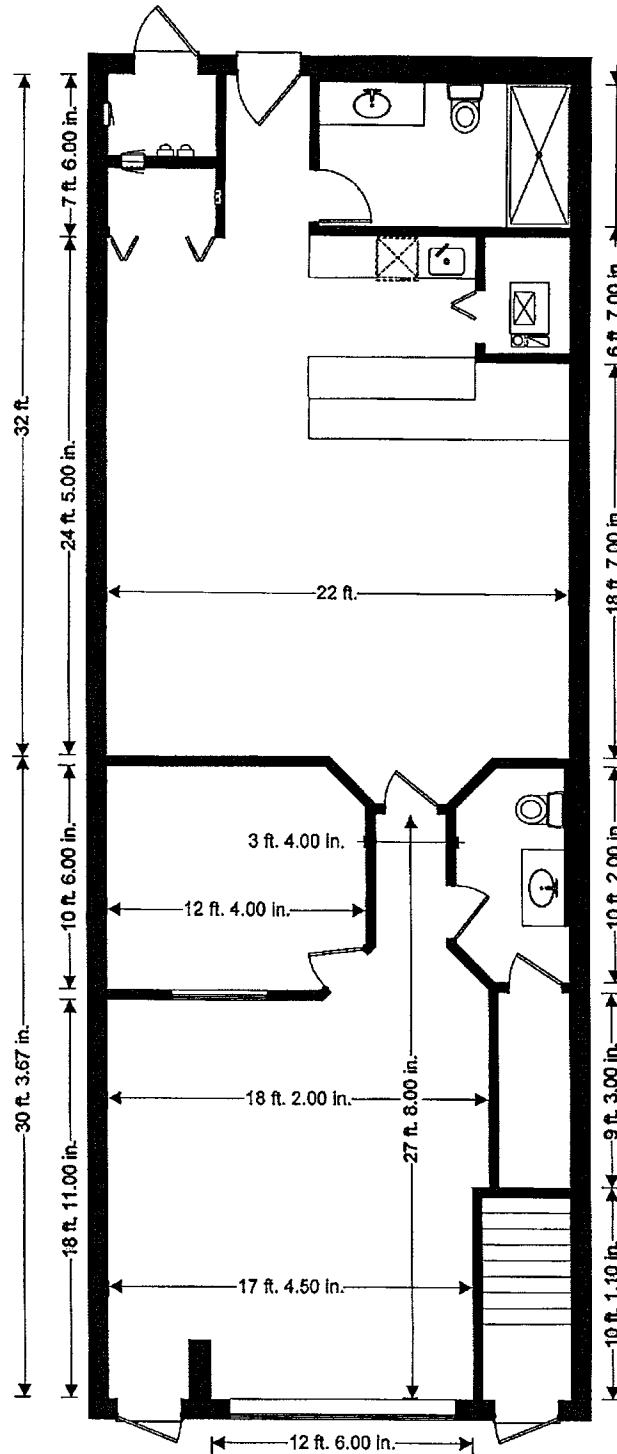 7 ft. 6.00 in.
32 ft.
24 ft. 5.00 in.
6 ft. 7.00 in.
22 ft.
18 ft. 7.00 in.
3 ft. 4.00 in.
10 ft. 6.00 in.
12 ft. 4.00 in.
10 ft. 2.00 in.
30 ft. 3.67 in.
18 ft. 11.00 in.
18 ft. 2.00 in.
27 ft. 8.00 in.
9 ft. 3.00 in.
17 ft. 4.50 in.
10 ft. 1.10 in.
12 ft. 6.00 in.